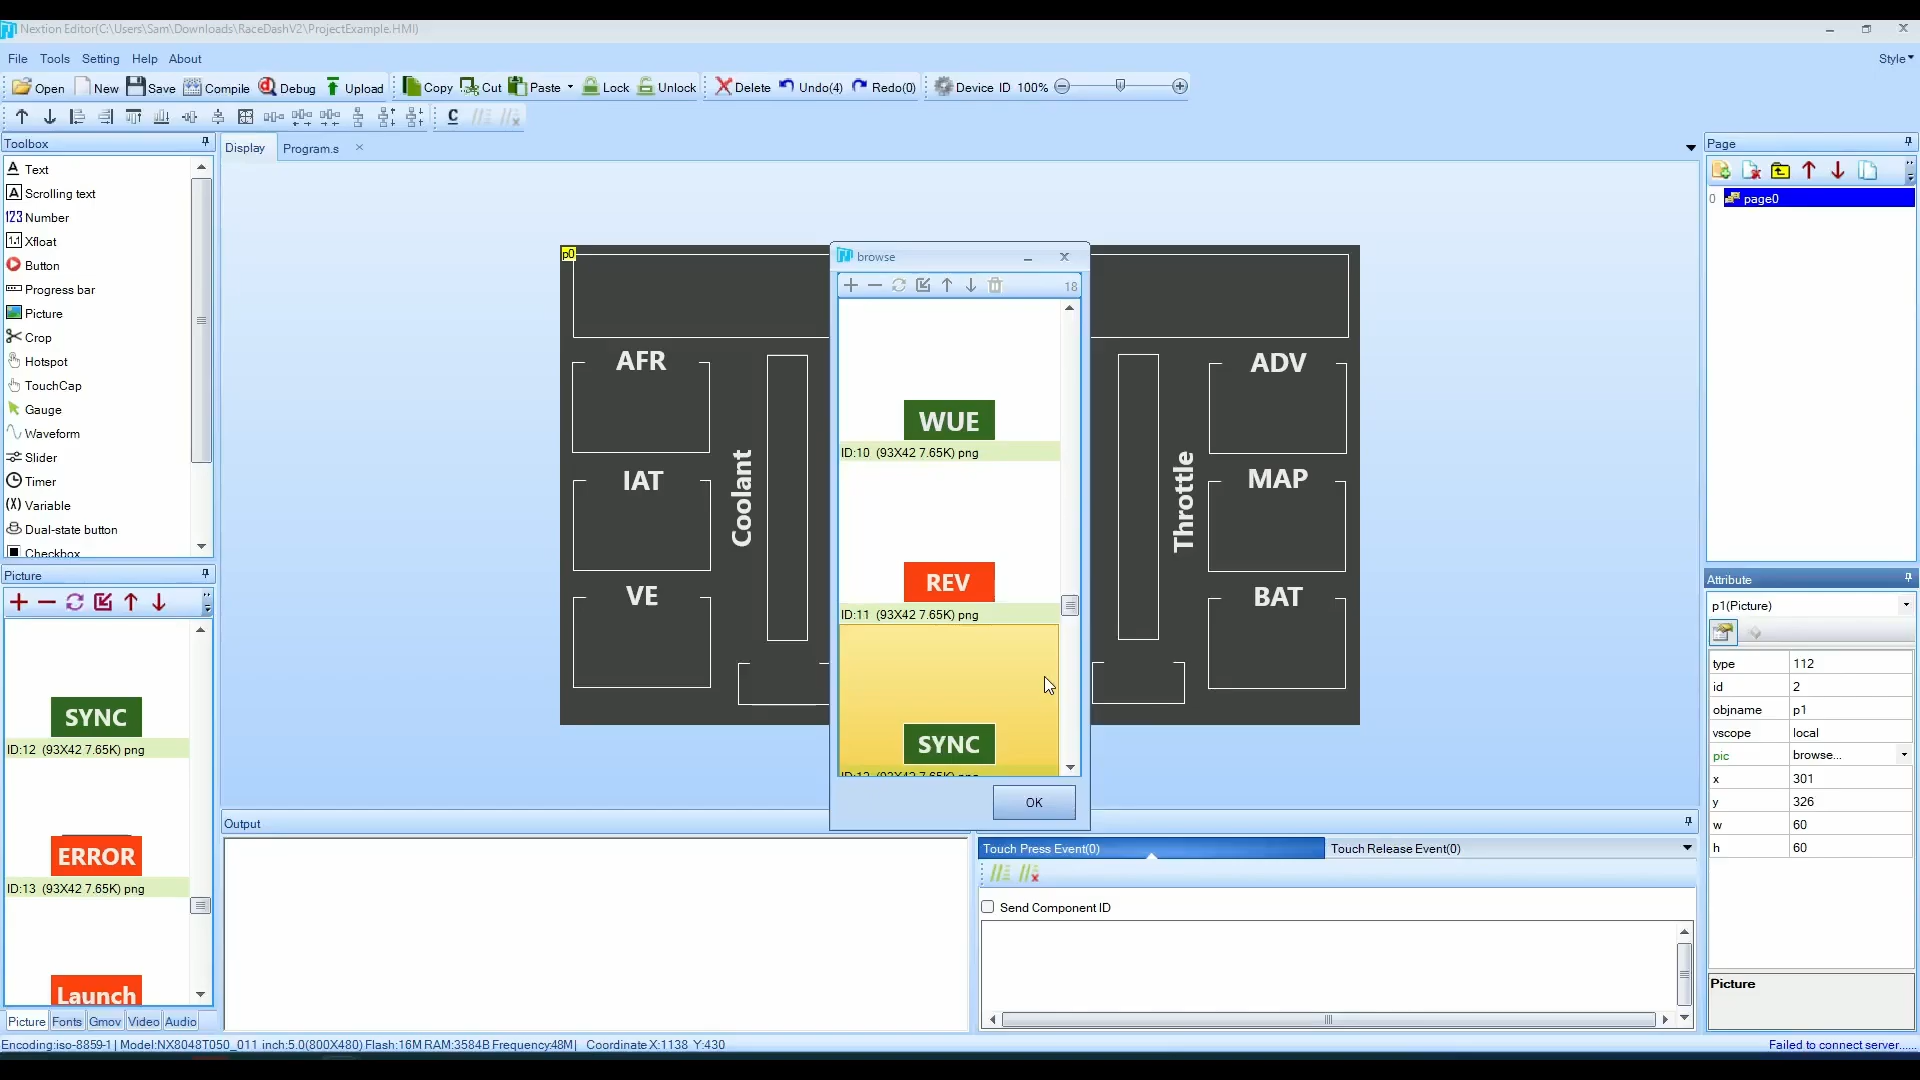 Nextion Editor(C:\Users\Sam\Downloads\RaceDashV2\ProjectExample.HMI)
File Tools Setting Help About
Style
Open New Save Compile Debug Upload Copy Cut Paste Lock Unlock Delete Undo(4) Redo(0) Device ID 100%
Toolbox
Text
Scrolling text
Number
Xfloat
Button
Progress bar
Picture
Crop
Hotspot
TouchCap
Gauge
Waveform
Slider
Timer
Variable
Dual-state button
Checkbox
Picture
SYNC
ID:12 (93X42 7.65K) png
ERROR
ID:13 (93X42 7.65K) png
Launch
Picture Fonts Gmov Video Audio
Display Program.s
p0
AFR
IAT
VE
Coolant
browse
18
WUE
ID:10 (93X42 7.65K) png
REV
ID:11 (93X42 7.65K) png
SYNC
ID:12 (93X42 7.65K) png
OK
Throttle
ADV
MAP
BAT
Output
Touch Press Event(0) Touch Release Event(0)
Send Component ID
Page
0 page0
Attribute
p1(Picture)
type 112
id 2
objname p1
vscope local
pic browse...
x 301
y 326
w 60
h 60
Picture
Encoding:iso-8859-1 | Model:NX8048T050_011 inch:5.0(800X480) Flash:16M RAM:3584B Frequency:48M | Coordinate X:1138 Y:430
Failed to connect server......